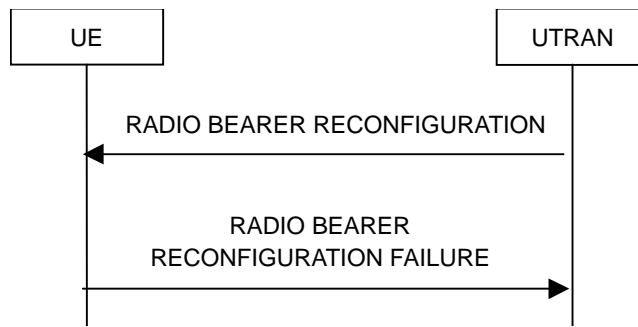 UE
UTRAN
RADIO BEARER RECONFIGURATION
RADIO BEARER
RECONFIGURATION FAILURE